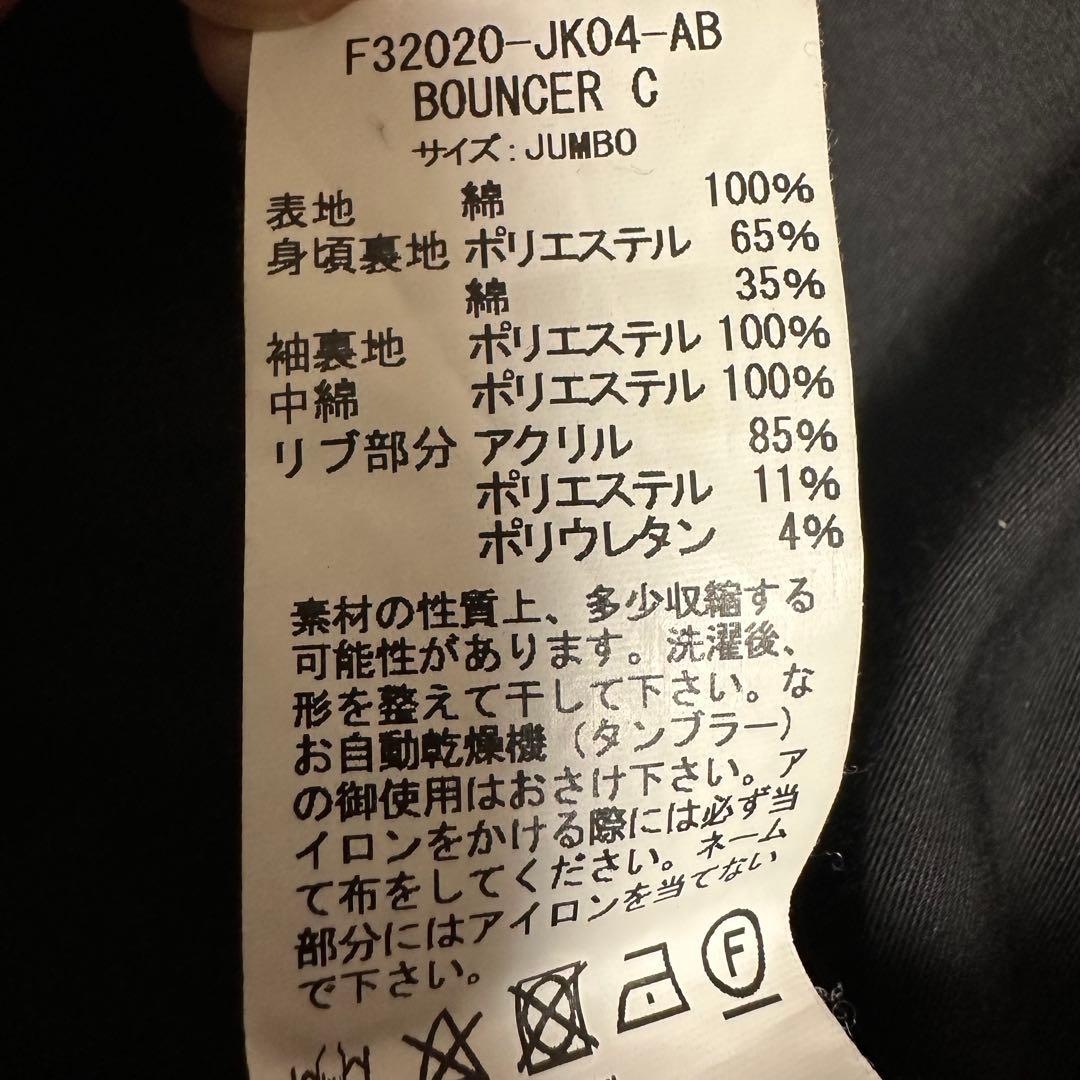 F32020-JK04-AB
BOUNCER C
サイズ:JUMBO
表地 綿 100%
身頃裏地 ポリエステル 65%
綿 35%
袖裏地 ポリエステル 100%
中綿 ポリエステル 100%
リブ部分 アクリル 85%
ポリエステル 11%
ポリウレタン 4%
素材の性質上、多少収縮する
可能性があります。洗濯後、
形を整えて干して下さい。な
お自動乾燥機(タンブラー)
の御使用はおさけ下さい。ア
イロンをかける際には必ず当
て布をしてください。ネーム
部分にはアイロンを当てない
で下さい。
F